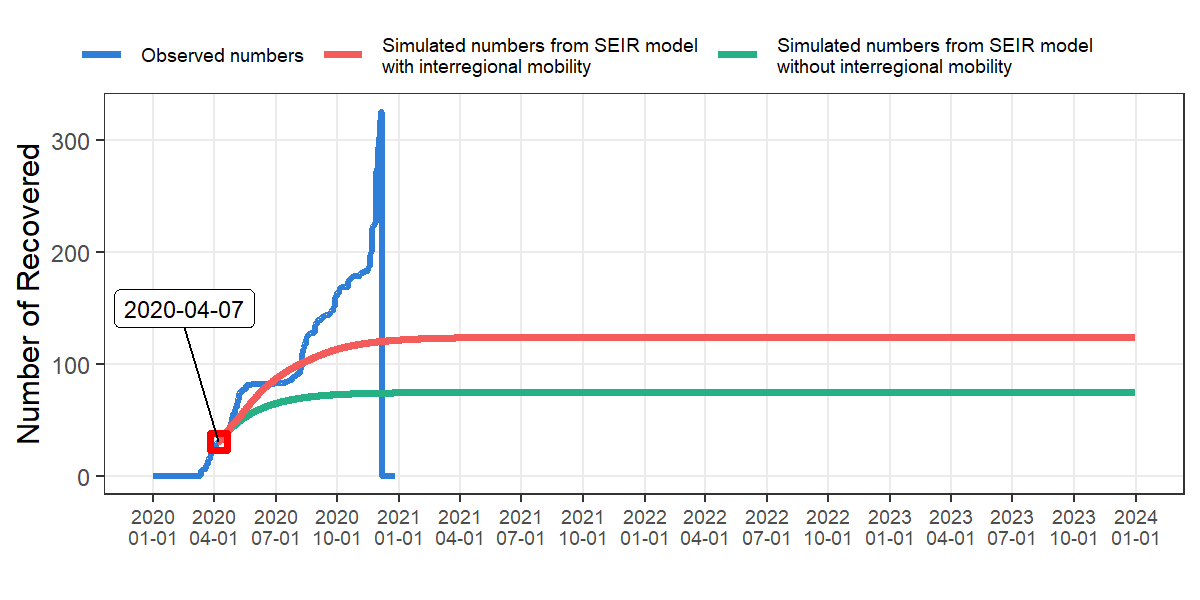 Observed numbers
Simulated numbers from SEIR model
with interregional mobility
Simulated numbers from SEIR model
without interregional mobility
Number of Recovered
300
200
100
0
2020-04-07
2020 2020 2020 2020 2021 2021 2021 2021 2022 2022 2022 2022 2023 2023 2023 2023 2024
01-01 04-01 07-01 10-01 01-01 04-01 07-01 10-01 01-01 04-01 07-01 10-01 01-01 04-01 07-01 10-01 01-01